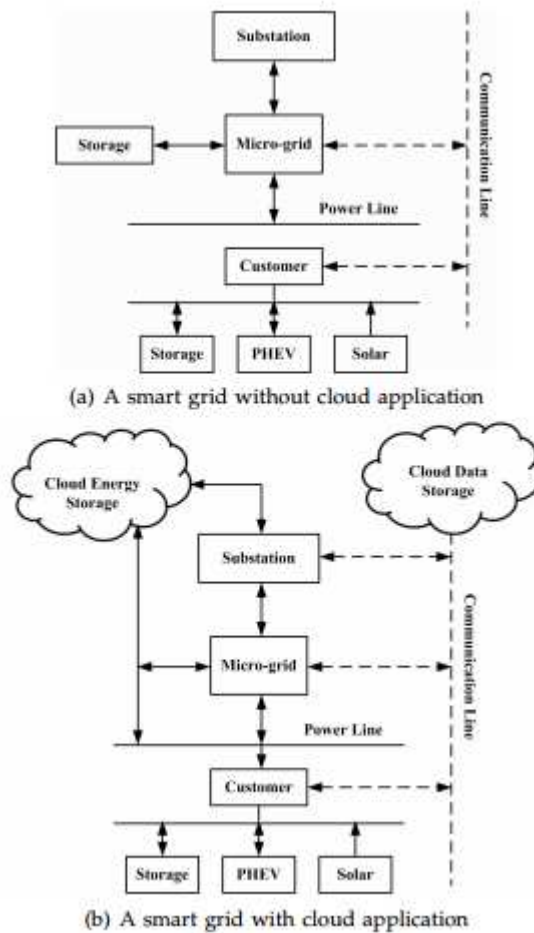 Substation
Communication Line
Storage
Micro-grid
Power Line
Customer
Storage
PHEV
Solar
(a) A smart grid without cloud application
Cloud Energy
Storage
Cloud Data
Storage
Substation
Communication Line
Micro-grid
Power Line
Customer
Storage
PHEV
Solar
(b) A smart grid with cloud application